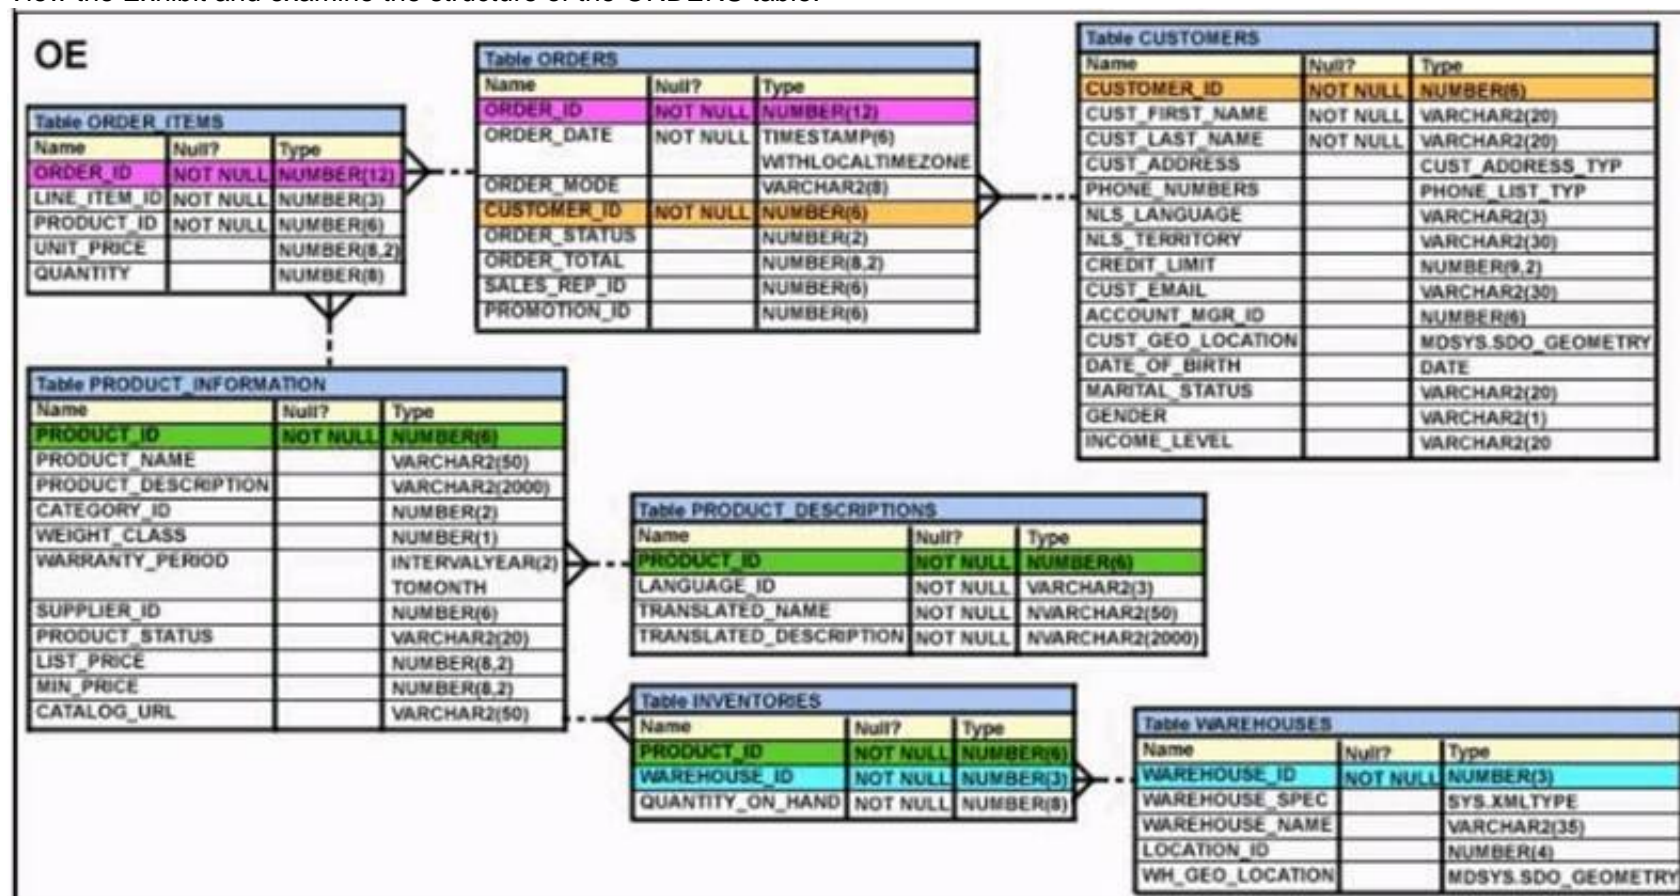 View the Exhibit and examine the structure of the ORDERS table.
OE
Table ORDER_ITEMS
Name Null? Type
ORDER_ID NOT NULL NUMBER(12)
LINE_ITEM_ID NOT NULL NUMBER(3)
PRODUCT_ID NOT NULL NUMBER(6)
UNIT_PRICE NUMBER(8,2)
QUANTITY NUMBER(8)
Table ORDERS
Name Null? Type
ORDER_ID NOT NULL NUMBER(12)
ORDER_DATE NOT NULL TIMESTAMP(6)
WITHLOCALTIMEZONE
ORDER_MODE VARCHAR2(8)
CUSTOMER_ID NOT NULL NUMBER(6)
ORDER_STATUS NUMBER(2)
ORDER_TOTAL NUMBER(8,2)
SALES_REP_ID NUMBER(6)
PROMOTION_ID NUMBER(6)
Table CUSTOMERS
Name Null? Type
CUSTOMER_ID NOT NULL NUMBER(6)
CUST_FIRST_NAME NOT NULL VARCHAR2(20)
CUST_LAST_NAME NOT NULL VARCHAR2(20)
CUST_ADDRESS CUST_ADDRESS_TYP
PHONE_NUMBERS PHONE_LIST_TYP
NLS_LANGUAGE VARCHAR2(3)
NLS_TERRITORY VARCHAR2(30)
CREDIT_LIMIT NUMBER(9,2)
CUST_EMAIL VARCHAR2(30)
ACCOUNT_MGR_ID NUMBER(6)
CUST_GEO_LOCATION MDSYS.SDO_GEOMETRY
DATE_OF_BIRTH DATE
MARITAL_STATUS VARCHAR2(20)
GENDER VARCHAR2(1)
INCOME_LEVEL VARCHAR2(20
Table PRODUCT_INFORMATION
Name Null? Type
PRODUCT_ID NOT NULL NUMBER(6)
PRODUCT_NAME VARCHAR2(50)
PRODUCT_DESCRIPTION VARCHAR2(2000)
CATEGORY_ID NUMBER(2)
WEIGHT_CLASS NUMBER(1)
WARRANTY_PERIOD INTERVALYEAR(2)
TOMONTH
SUPPLIER_ID NUMBER(6)
PRODUCT_STATUS VARCHAR2(20)
LIST_PRICE NUMBER(8,2)
MIN_PRICE NUMBER(8,2)
CATALOG_URL VARCHAR2(50)
Table PRODUCT_DESCRIPTIONS
Name Null? Type
PRODUCT_ID NOT NULL NUMBER(6)
LANGUAGE_ID NOT NULL VARCHAR2(3)
TRANSLATED_NAME NOT NULL NVARCHAR2(50)
TRANSLATED_DESCRIPTION NOT NULL NVARCHAR2(2000)
Table INVENTORIES
Name Null? Type
PRODUCT_ID NOT NULL NUMBER(6)
WAREHOUSE_ID NOT NULL NUMBER(3)
QUANTITY_ON_HAND NOT NULL NUMBER(8)
Table WAREHOUSES
Name Null? Type
WAREHOUSE_ID NOT NULL NUMBER(3)
WAREHOUSE_SPEC SYS.XMLTYPE
WAREHOUSE_NAME VARCHAR2(35)
LOCATION_ID NUMBER(4)
WH_GEO_LOCATION MDSYS.SDO_GEOMETRY